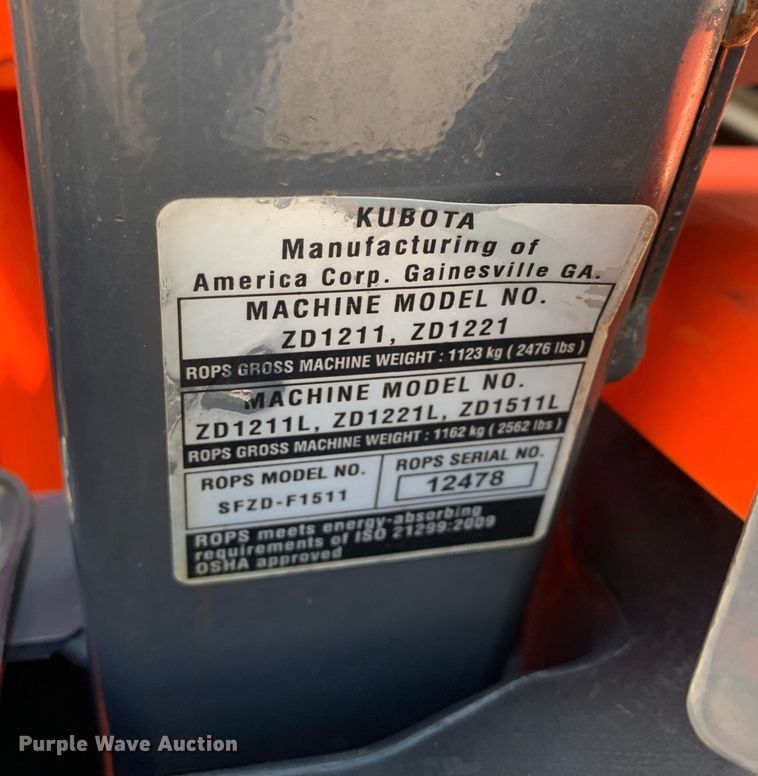 KUBOTA
Manufacturing of
America Corp. Gainesville GA.
MACHINE MODEL NO.
ZD1211, ZD1221
ROPS GROSS MACHINE WEIGHT : 1123 kg ( 2476 lbs )
MACHINE MODEL NO.
ZD1211L, ZD1221L, ZD1511L
ROPS GROSS MACHINE WEIGHT : 1162 kg ( 2562 lbs )
ROPS MODEL NO.
SFZD-F1511
ROPS SERIAL NO.
12478
ROPS meets energy-absorbing
requirements of ISO 21299:2009
OSHA approved
Purple Wave Auction